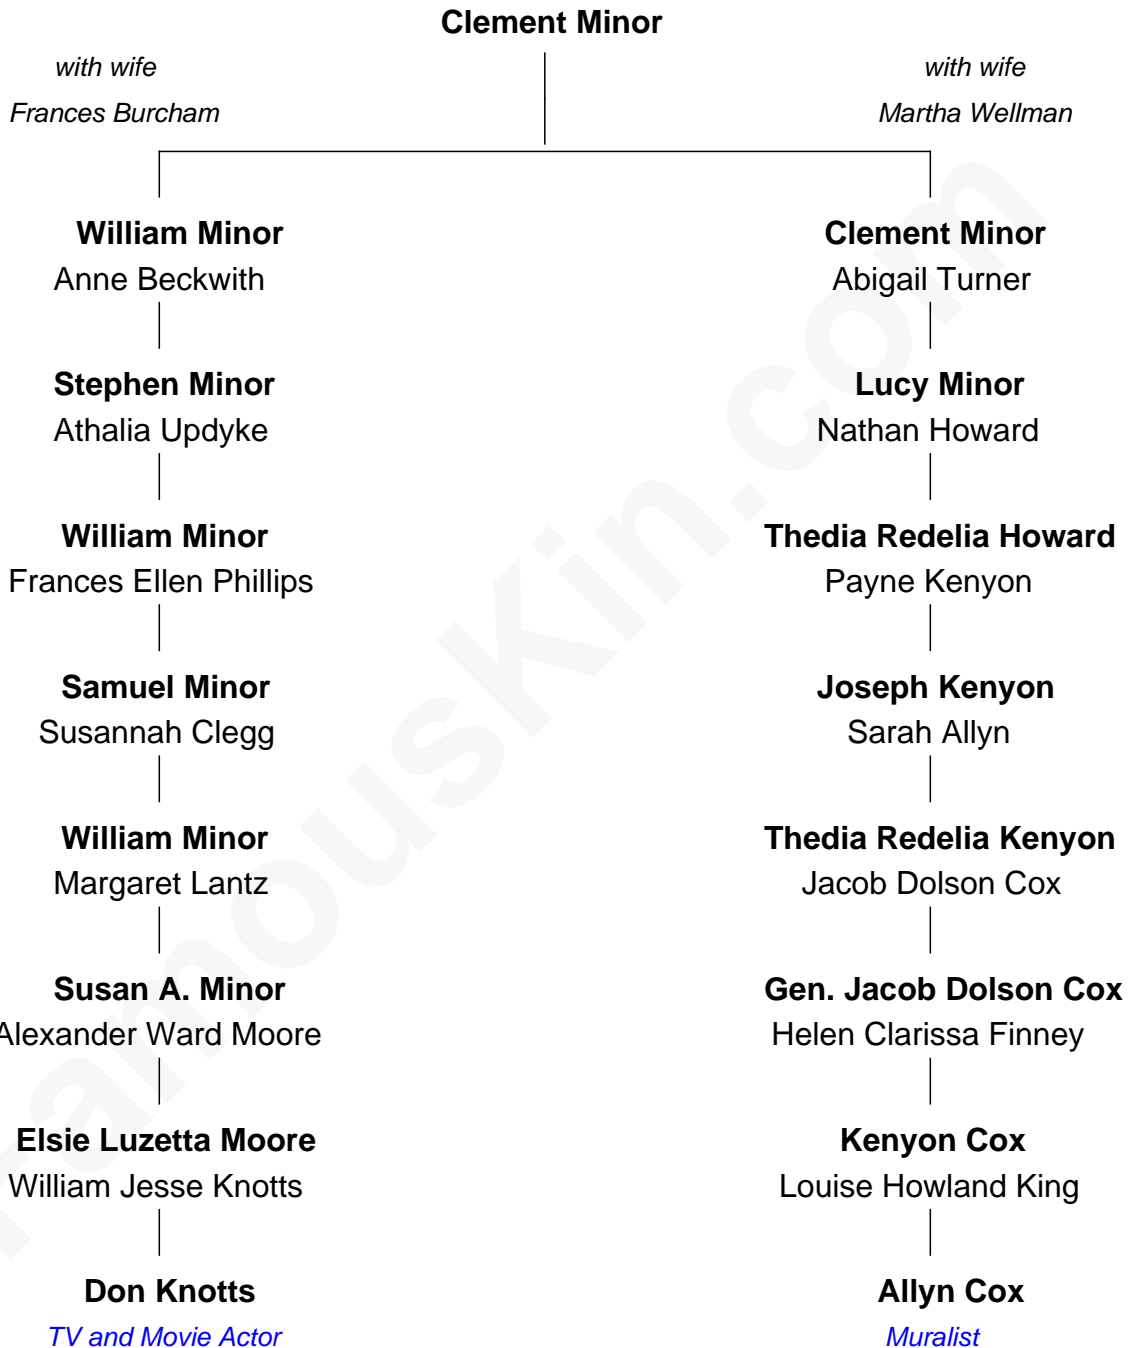 Clement Minor
with wife
Frances Burcham
with wife
Martha Wellman
William Minor
Anne Beckwith
Clement Minor
Abigail Turner
Stephen Minor
Athalia Updyke
Lucy Minor
Nathan Howard
William Minor
Frances Ellen Phillips
Thedia Redelia Howard
Payne Kenyon
Samuel Minor
Susannah Clegg
Joseph Kenyon
Sarah Allyn
William Minor
Margaret Lantz
Thedia Redelia Kenyon
Jacob Dolson Cox
Susan A. Minor
Alexander Ward Moore
Gen. Jacob Dolson Cox
Helen Clarissa Finney
Elsie Luzetta Moore
William Jesse Knotts
Kenyon Cox
Louise Howland King
Don Knotts
TV and Movie Actor
Allyn Cox
Muralist
FamousKin.com